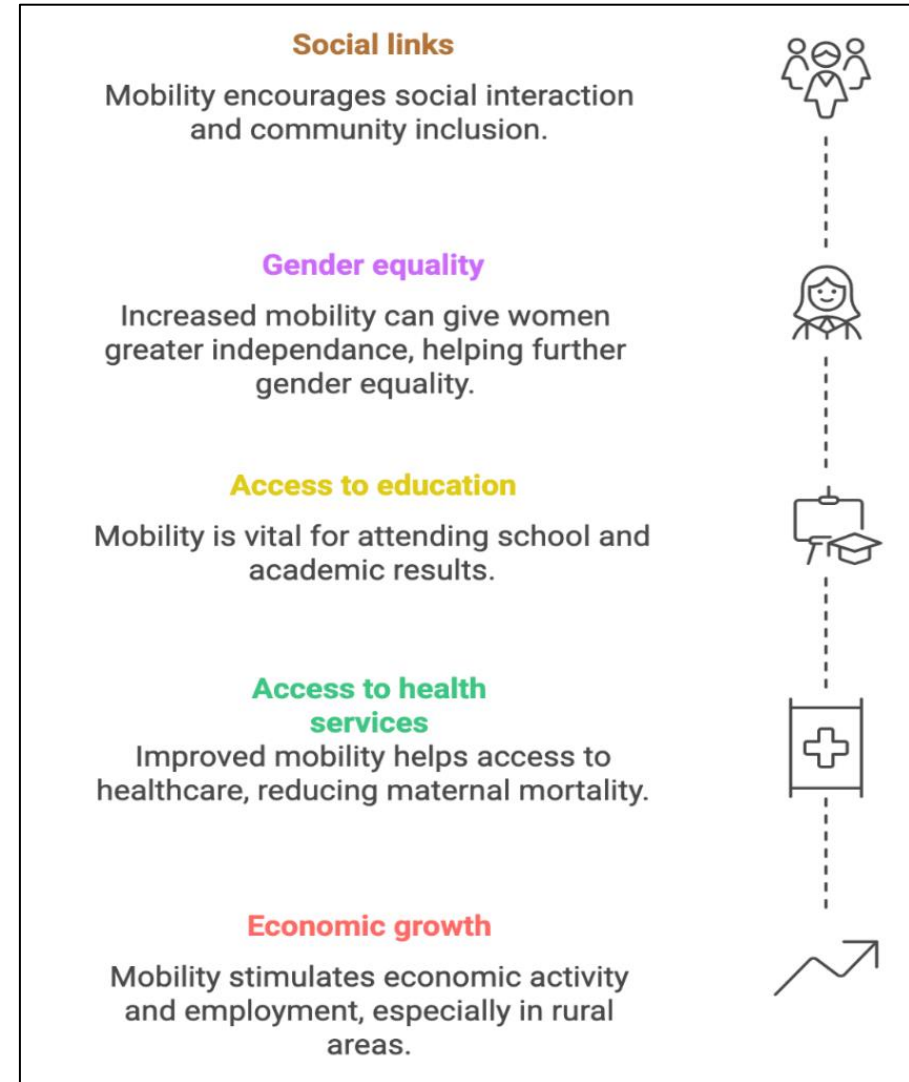 Social links
Mobility encourages social interaction
and community inclusion.
Gender equality
Increased mobility can give women
greater independance, helping further
gender equality.
Access to education
Mobility is vital for attending school and
academic results.
Access to health
services
Improved mobility helps access to
healthcare, reducing maternal mortality.
Economic growth
Mobility stimulates economic activity
and employment, especially in rural
areas.